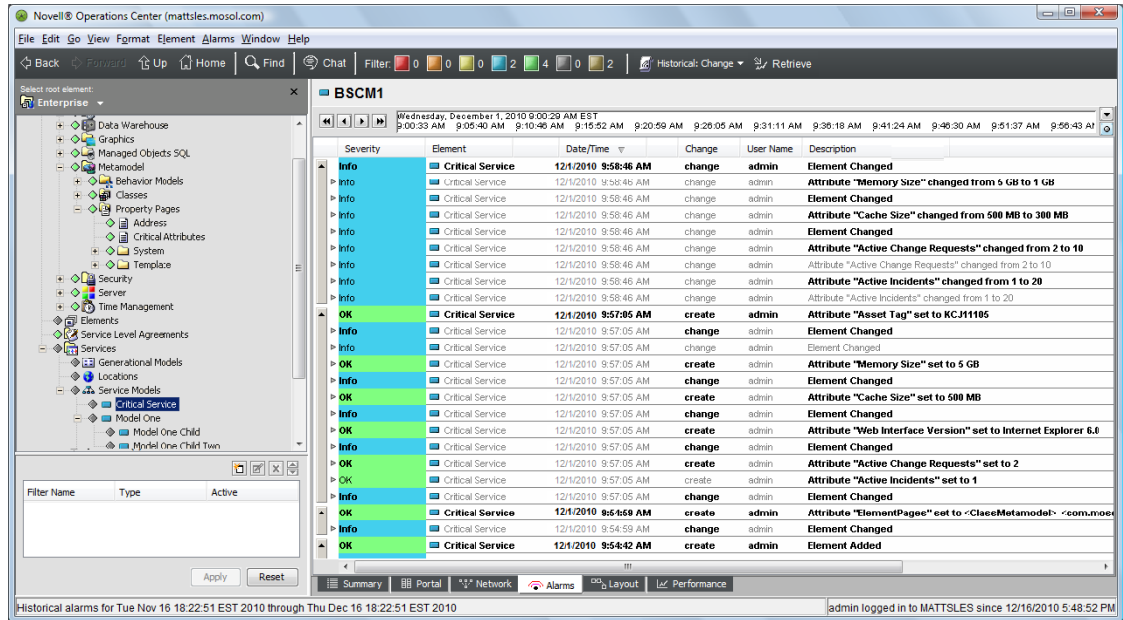 Novell® Operations Center (mattsles.mosol.com)
File Edit Go View Format Element Alarms Window Help
Back Forward Up Home Find Chat Filter: 0 0 0 2 4 0 2 Historical: Change Retrieve
Select root element:
Enterprise
Data Warehouse
Graphics
Managed Objects SQL
Metamodel
Behavior Models
Classes
Property Pages
Address
Critical Attributes
System
Template
Security
Server
Time Management
Elements
Service Level Agreements
Services
Generational Models
Locations
Service Models
Critical Service
Model One
Model One Child
Model One Child Two
Filter Name Type Active
Apply Reset
BSCM1
Wednesday, December 1, 2010 9:00:29 AM EST
9:00:33 AM 9:05:40 AM 9:10:46 AM 9:15:52 AM 9:20:59 AM 9:26:05 AM 9:31:11 AM 9:36:18 AM 9:41:24 AM 9:46:30 AM 9:51:37 AM 9:56:43 AM
Severity Element Date/Time Change User Name Description
Info Critical Service 12/1/2010 9:58:46 AM change admin Element Changed
Info Critical Service 12/1/2010 9:58:46 AM change admin Attribute "Memory Size" changed from 5 GB to 1 GB
Info Critical Service 12/1/2010 9:58:46 AM change admin Element Changed
Info Critical Service 12/1/2010 9:58:46 AM change admin Attribute "Cache Size" changed from 500 MB to 300 MB
Info Critical Service 12/1/2010 9:58:46 AM change admin Element Changed
Info Critical Service 12/1/2010 9:58:46 AM change admin Attribute "Active Change Requests" changed from 2 to 10
Info Critical Service 12/1/2010 9:58:46 AM change admin Attribute "Active Change Requests" changed from 2 to 10
Info Critical Service 12/1/2010 9:58:46 AM change admin Attribute "Active Incidents" changed from 1 to 20
Info Critical Service 12/1/2010 9:58:46 AM change admin Attribute "Active Incidents" changed from 1 to 20
OK Critical Service 12/1/2010 9:57:05 AM create admin Attribute "Asset Tag" set to KCJ11105
Info Critical Service 12/1/2010 9:57:05 AM change admin Element Changed
Info Critical Service 12/1/2010 9:57:05 AM change admin Element Changed
OK Critical Service 12/1/2010 9:57:05 AM create admin Attribute "Memory Size" set to 5 GB
Info Critical Service 12/1/2010 9:57:05 AM change admin Element Changed
OK Critical Service 12/1/2010 9:57:05 AM create admin Attribute "Cache Size" set to 500 MB
Info Critical Service 12/1/2010 9:57:05 AM change admin Element Changed
OK Critical Service 12/1/2010 9:57:05 AM create admin Attribute "Web Interface Version" set to Internet Explorer 6.0
Info Critical Service 12/1/2010 9:57:05 AM change admin Element Changed
OK Critical Service 12/1/2010 9:57:05 AM create admin Attribute "Active Change Requests" set to 2
OK Critical Service 12/1/2010 9:57:05 AM create admin Attribute "Active Incidents" set to 1
Info Critical Service 12/1/2010 9:57:05 AM change admin Element Changed
OK Critical Service 12/1/2010 9:54:59 AM create admin Attribute "ElementPages" set to <ClassMetamodel> <com.mos
Info Critical Service 12/1/2010 9:54:59 AM change admin Element Changed
OK Critical Service 12/1/2010 9:54:42 AM create admin Element Added
Summary Portal Network Alarms Layout Performance
Historical alarms for Tue Nov 16 18:22:51 EST 2010 through Thu Dec 16 18:22:51 EST 2010 admin logged in to MATTSLES since 12/16/2010 5:48:52 PM